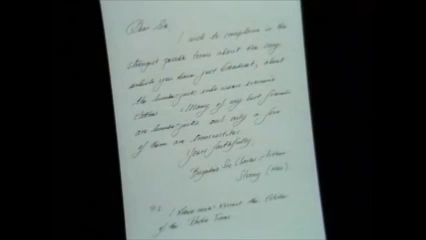 Dear Sir,
I wish to complain in the
strongest possible terms about the song
which you have just broadcast, about
the lumberjack who wears women's
clothes. Many of my best friends
are lumberjacks and only a few
of them are transvestites.
Yours faithfully,
Brigadier Sir Charles Arthur
Strong (Mrs)
P.S. I have never kissed the editor
of the Radio Times